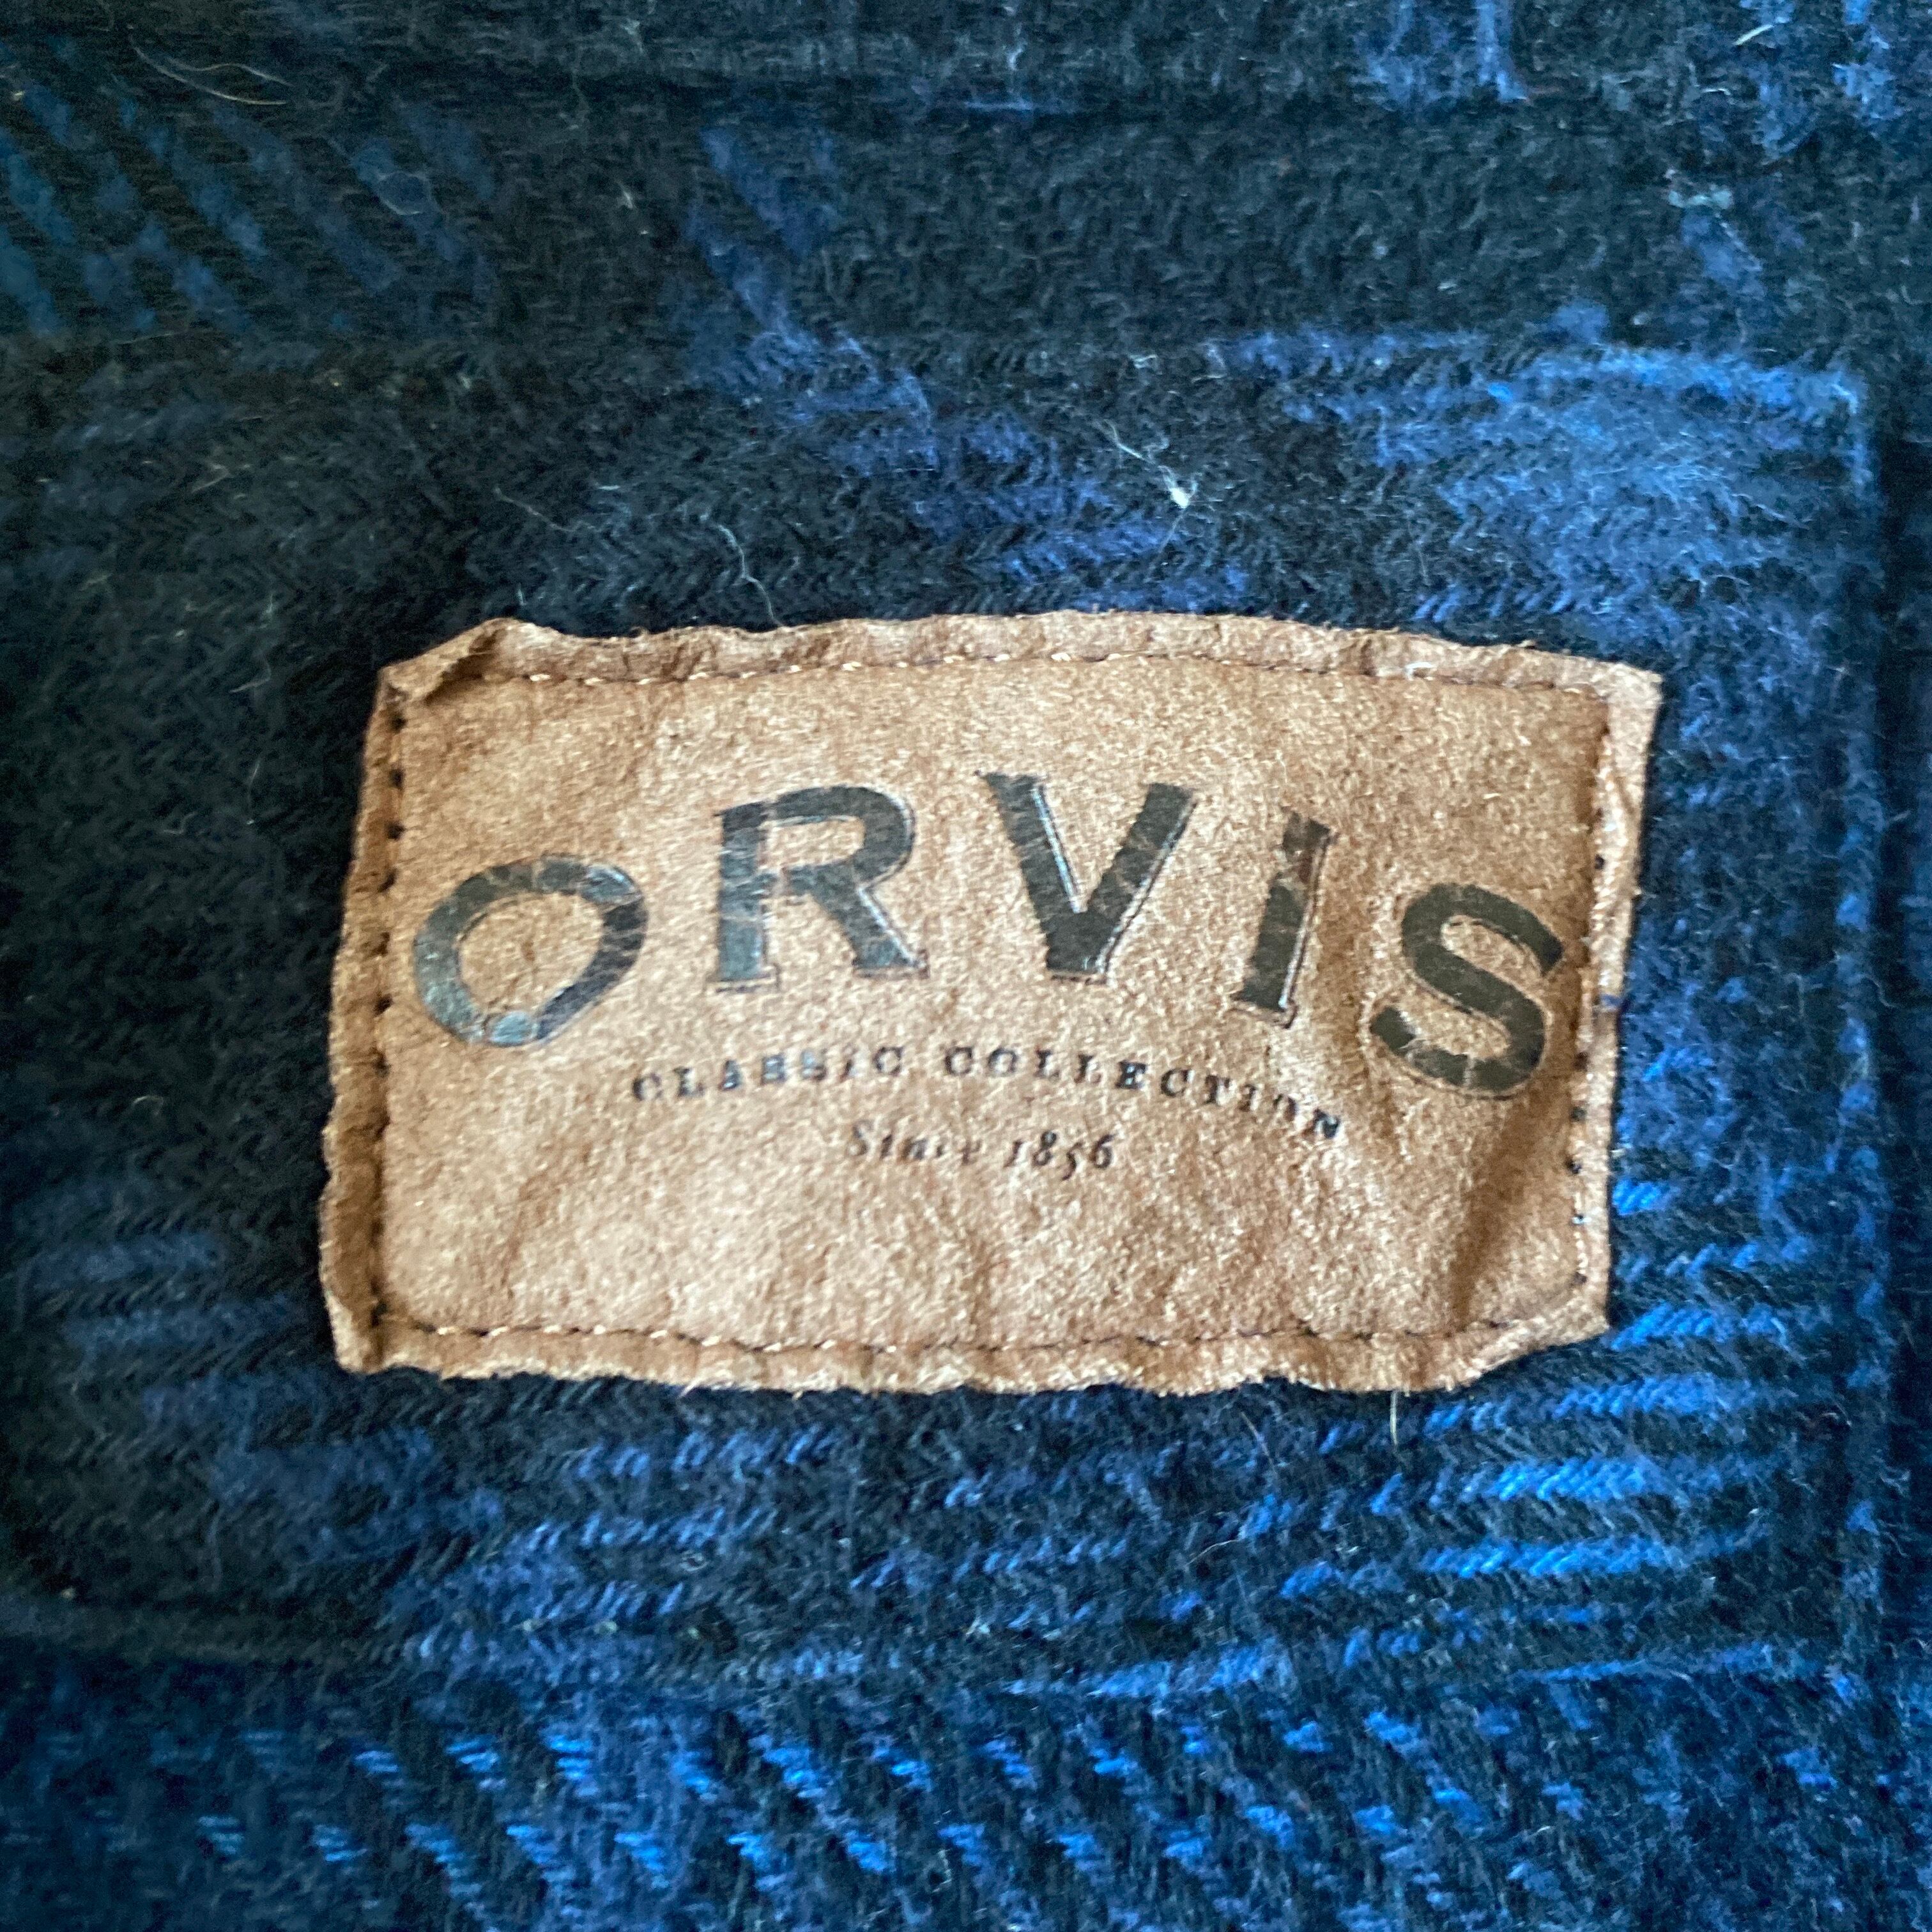 ORVIS
CLASSIC COLLECTION
Since 1856